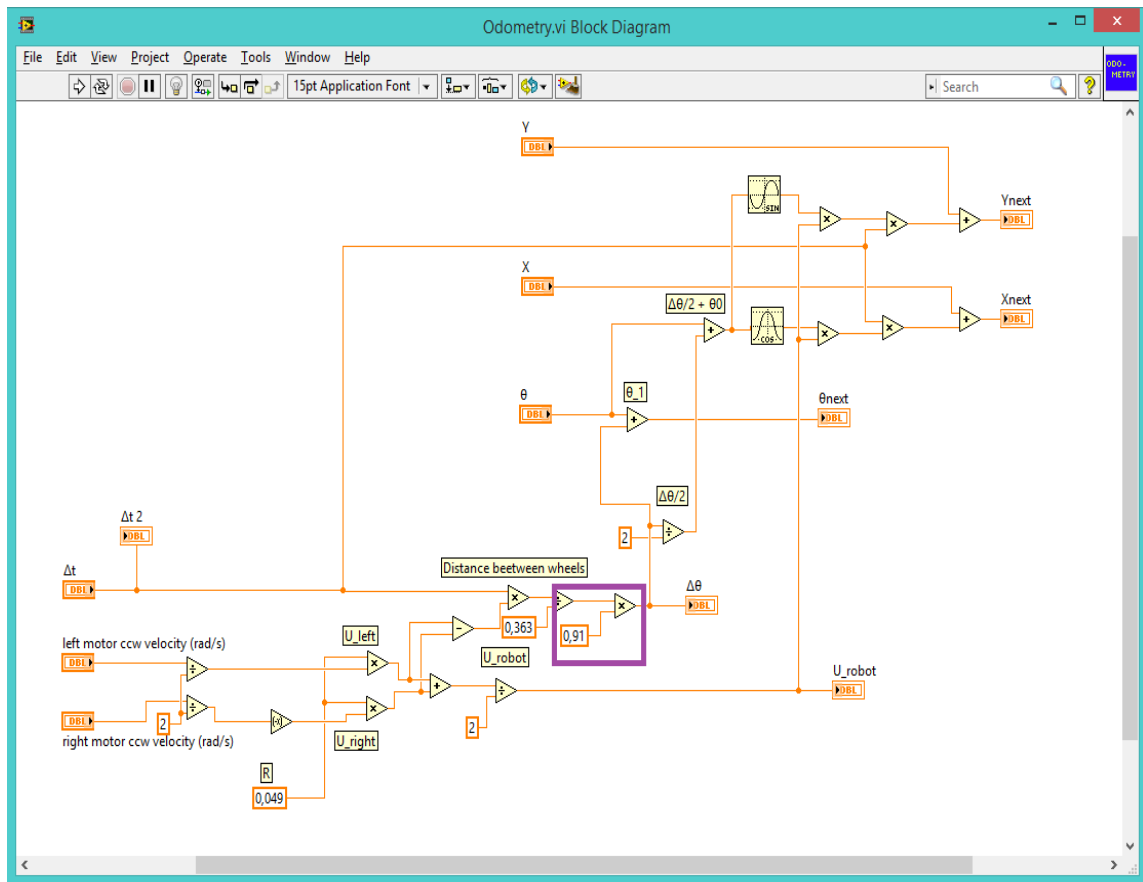 Odometry.vi Block Diagram
File Edit View Project Operate Tools Window Help
15pt Application Font
Search
ODO-
METRY
Y
DBL
SIN
Ynext
DBL
X
DBL
Δθ/2 + θ0
COS
Xnext
DBL
θ
DBL
θ_1
θnext
DBL
Δθ/2
2
Δt 2
DBL
Δt
DBL
Distance beetween wheels
0,363
0,91
Δθ
DBL
left motor ccw velocity (rad/s)
DBL
U_left
U_robot
U_robot
DBL
DBL
2
2
right motor ccw velocity (rad/s)
U_right
R
0,049